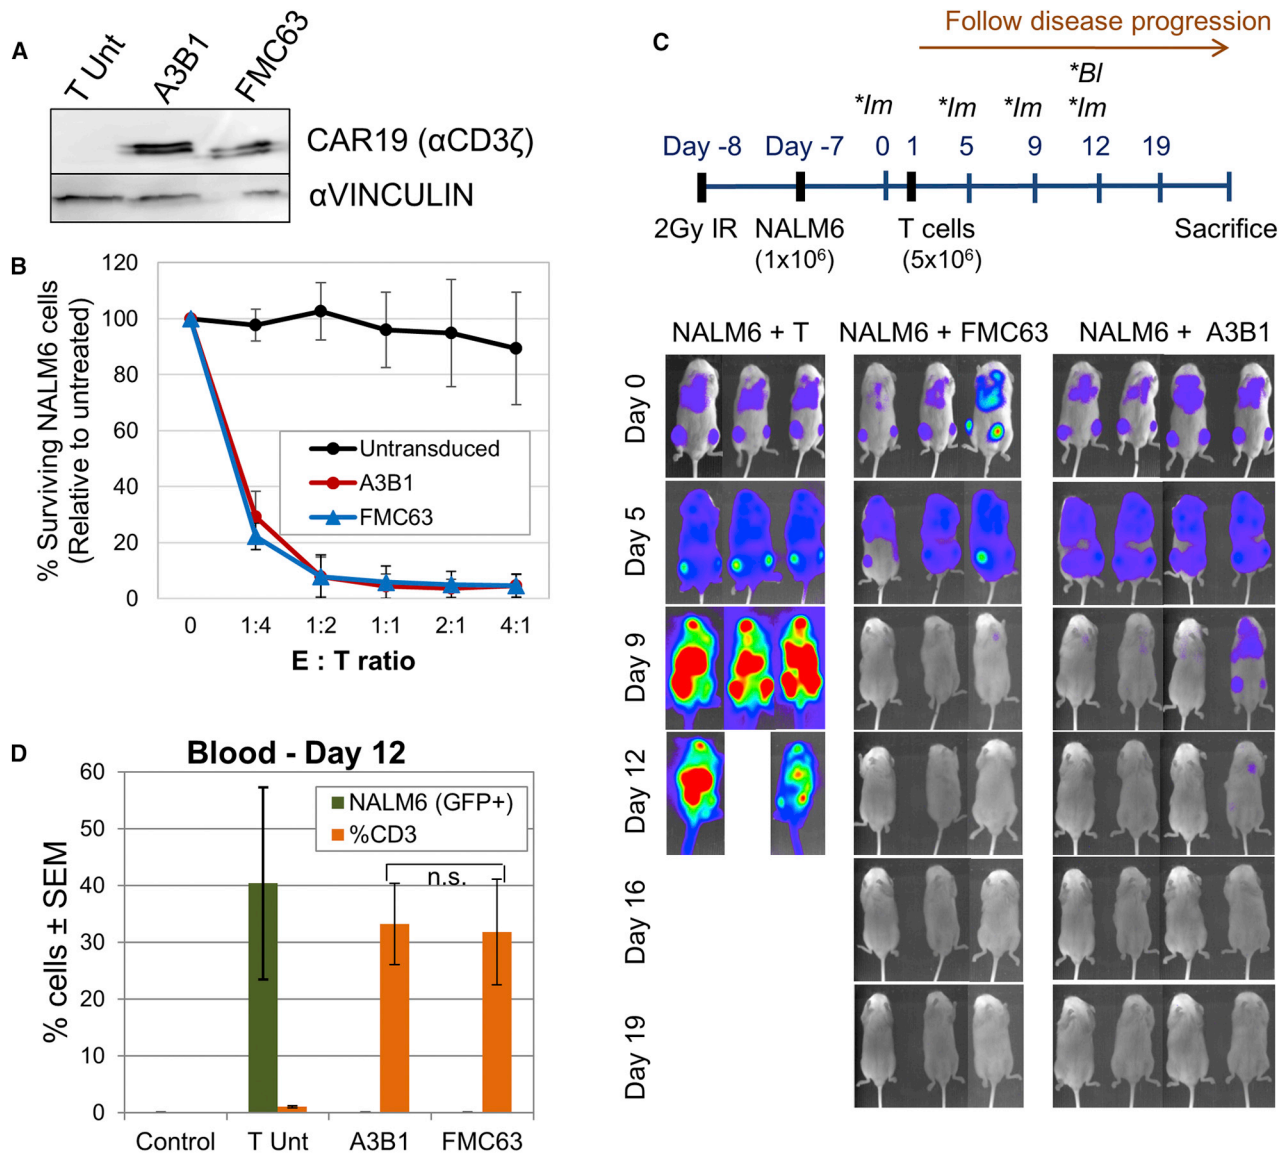 A
T Unt
A3B1
FMC63
CAR19 (αCD3ζ)
αVINCULIN
B
% Surviving NALM6 cells
(Relative to untreated)
120
100
80
60
40
20
0
Untransduced
A3B1
FMC63
0 1:4 1:2 1:1 2:1 4:1
E : T ratio
C
Follow disease progression
*Bl
*Im *Im *Im *Im
Day -8 Day -7 0 1 5 9 12 19
2Gy IR NALM6 T cells Sacrifice
(1x10⁶) (5x10⁶)
NALM6 + T NALM6 + FMC63 NALM6 + A3B1
Day 0
Day 5
Day 9
Day 12
Day 16
Day 19
D
Blood - Day 12
% cells ± SEM
60
50
40
30
20
10
0
NALM6 (GFP+)
%CD3
n.s.
Control T Unt A3B1 FMC63